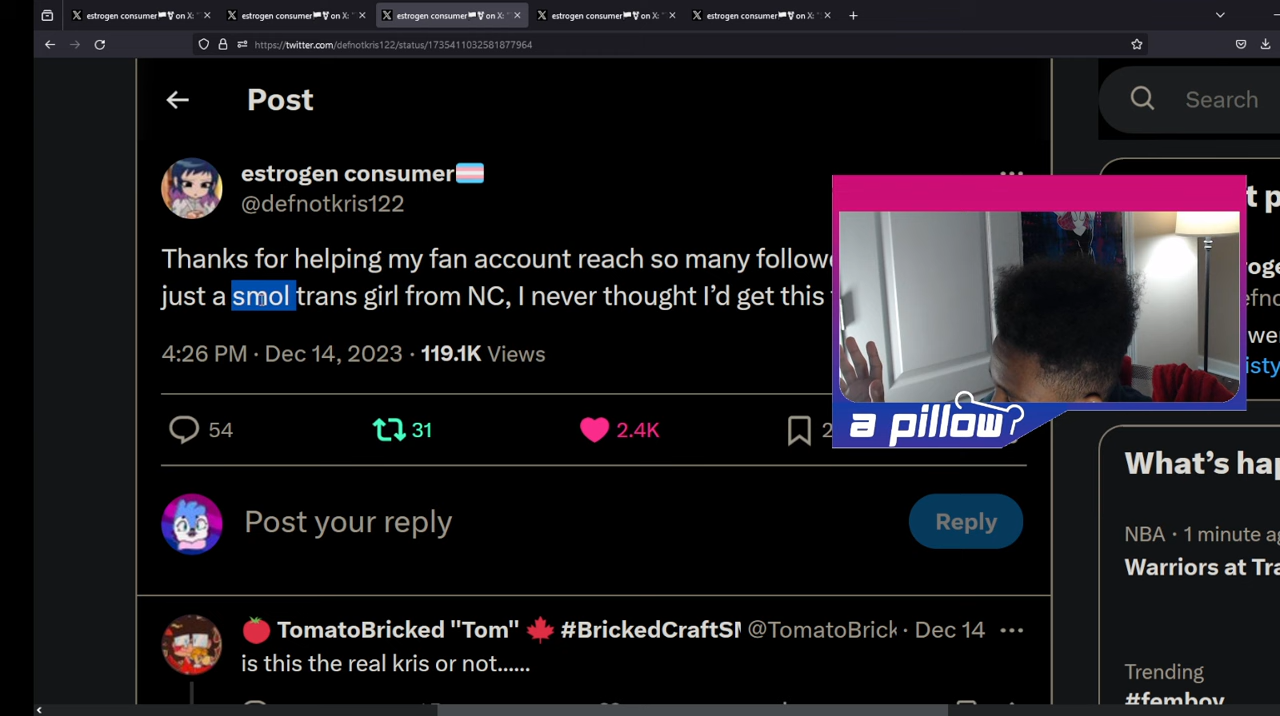 estrogen consumer on X: "
estrogen consumer on X:
estrogen consumer on X: "
estrogen consumer on X: "
estrogen consumer on X: "
https://twitter.com/defnotkris122/status/1735411032581877964
Post
Search
estrogen consumer
@defnotkris122
Thanks for helping my fan account reach so many
just a smol trans girl from NC, I never thought I'd get this
4:26 PM · Dec 14, 2023 · 119.1K Views
54
31
2.4K
a pillow?
What's
Post your reply
Reply
NBA · 1 minute
Warriors at
TomatoBricked "Tom" @TomatoBrick · Dec 14
is this the real kris or not......
Trending
#femboy